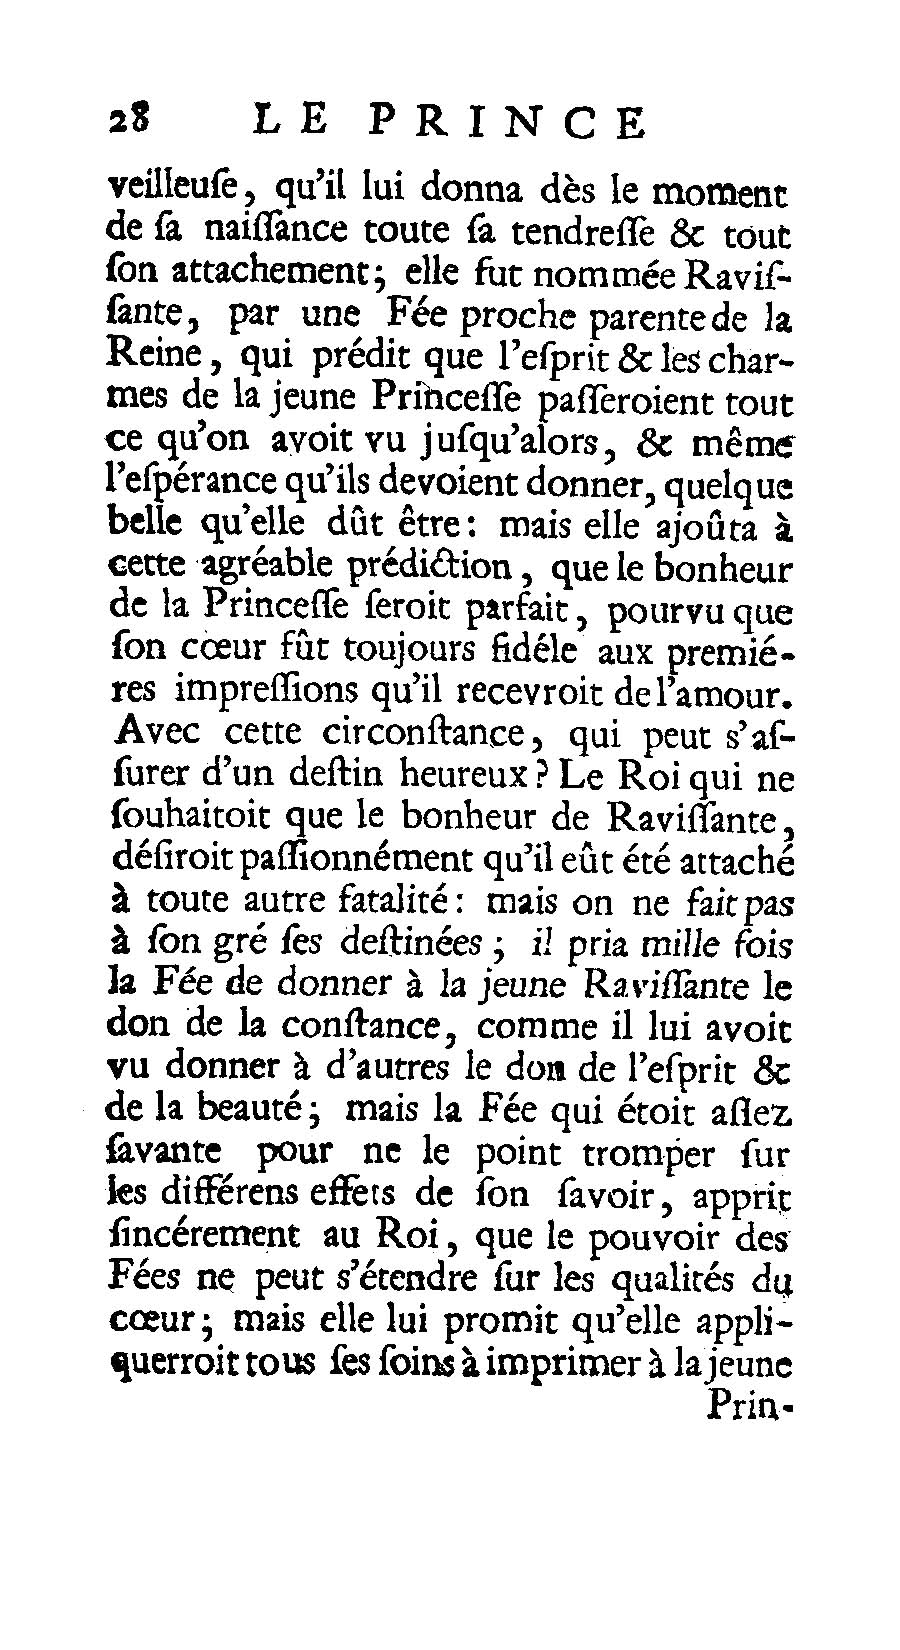 28 LE PRINCE
veilleuſe, qu'il lui donna dès le moment
de ſa naiſſance toute ſa tendreſſe & tout
ſon attachement; elle fut nommée Raviſ-
ſante, par une Fée proche parente de la
Reine, qui prédit que l'eſprit & les char-
mes de la jeune Princeſſe paſſeroient tout
ce qu'on avoit vu juſqu'alors, & même
l'eſpérance qu'ils devoient donner, quelque
belle qu'elle dût être: mais elle ajoûta à
cette agréable prédiction, que le bonheur
de la Princeſſe ſeroit parfait, pourvu que
ſon cœur fût toujours fidéle aux premié-
res impreſſions qu'il recevroit de l'amour.
Avec cette circonſtance, qui peut s'aſ-
ſurer d'un deſtin heureux? Le Roi qui ne
ſouhaitoit que le bonheur de Raviſſante,
déſiroit paſſionnément qu'il eût été attaché
à toute autre fatalité: mais on ne fait pas
à ſon gré ſes deſtinées; il pria mille fois
la Fée de donner à la jeune Raviſſante le
don de la conſtance, comme il lui avoit
vu donner à d'autres le don de l'eſprit &
de la beauté; mais la Fée qui étoit aſſez
ſavante pour ne le point tromper ſur
les différens effets de ſon ſavoir, apprit
ſincérement au Roi, que le pouvoir des
Fées ne peut s'étendre ſur les qualités du
cœur; mais elle lui promit qu'elle appli-
querroit tous ſes ſoins à imprimer à la jeune
Prin-